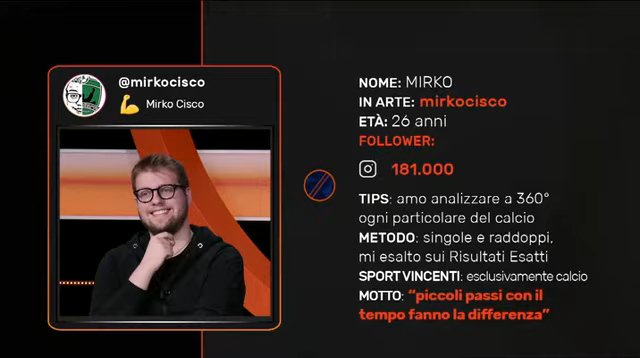 @mirkocisco
Mirko Cisco
NOME: MIRKO
IN ARTE: mirkocisco
ETÀ: 26 anni
FOLLOWER:
181.000
TIPS: amo analizzare a 360°
ogni particolare del calcio
METODO: singole e raddoppi,
mi esalto sui Risultati Esatti
SPORT VINCENTI: esclusivamente calcio
MOTTO: “piccoli passi con il
tempo fanno la differenza”